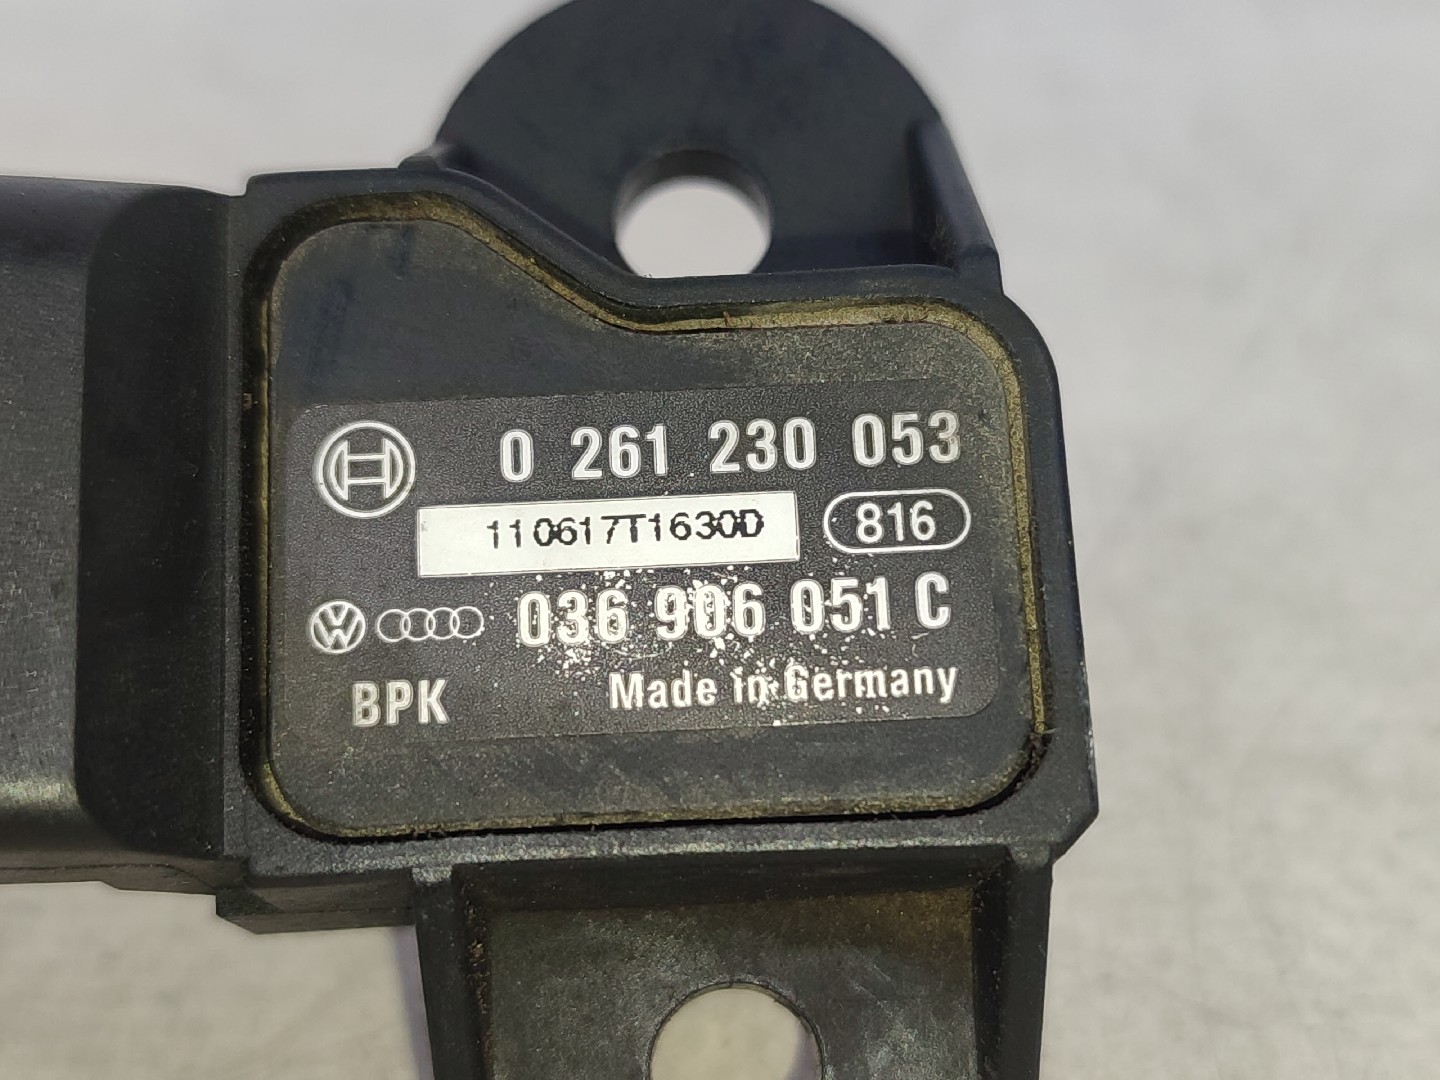 0 261 230 053
110617T1630D 816
036 906 051 C
BPK Made in Germany